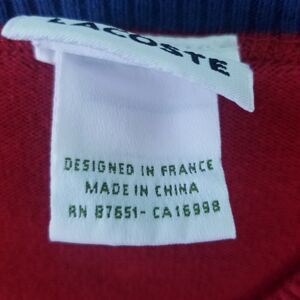 LACOSTE
DESIGNED IN FRANCE
MADE IN CHINA
RN 87651- CA16998